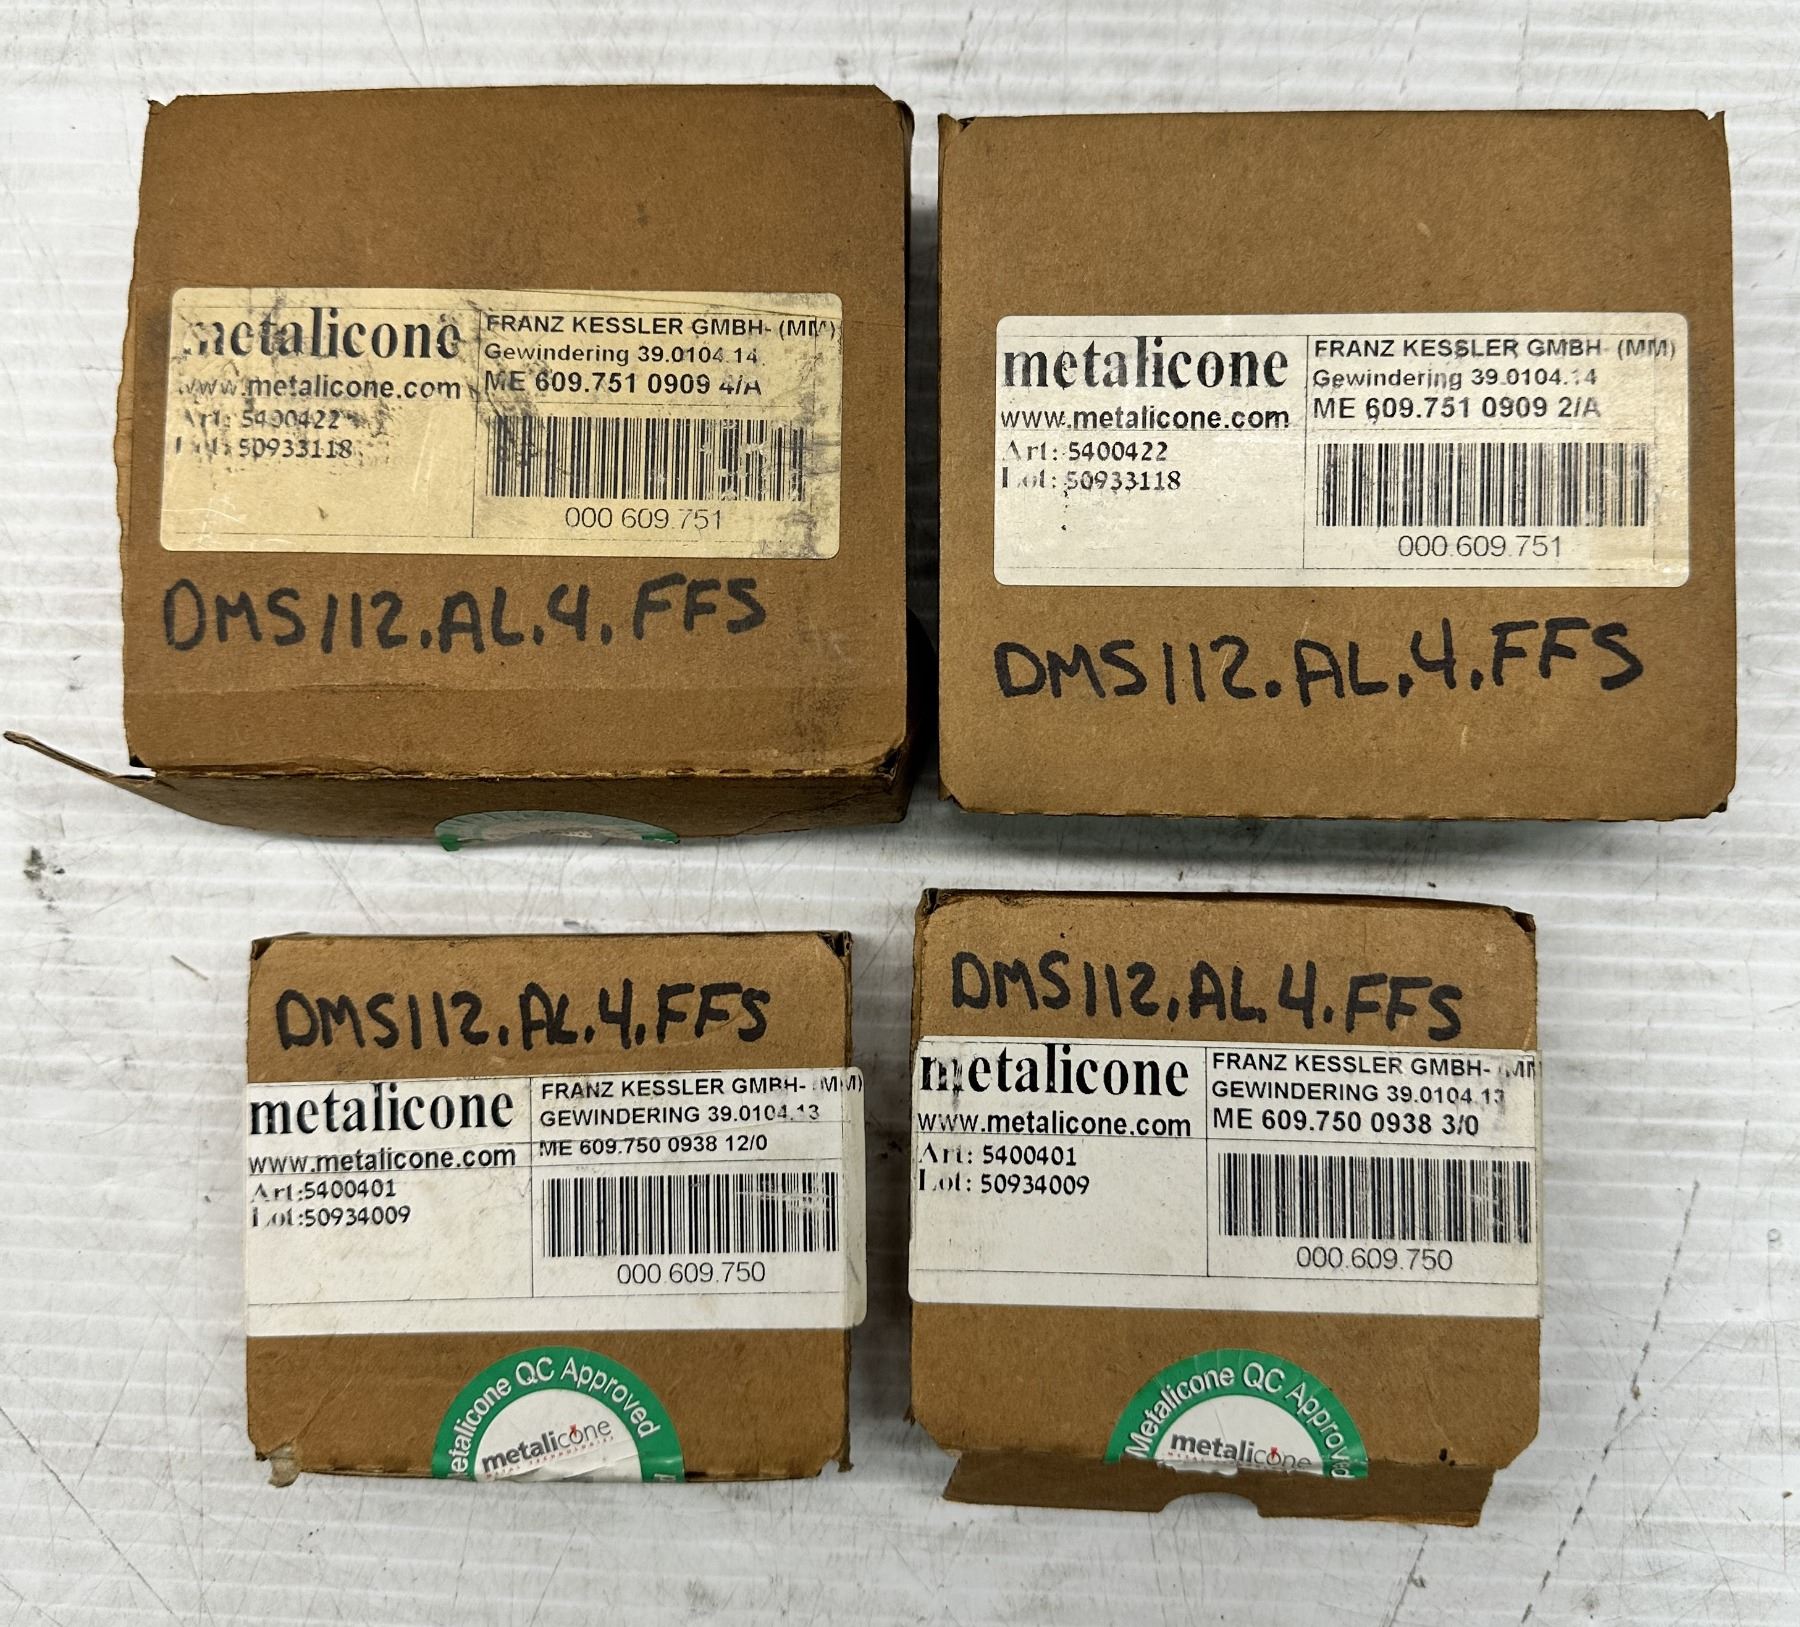 metalicone
www.metalicone.com
Art: 5400422
Lot: 50933118
FRANZ KESSLER GMBH- (MM)
Gewindering 39.0104.14
ME 609.751 0909 4/A
000.609.751
DMS112.AL.4.FFS
metalicone
www.metalicone.com
Art: 5400422
Lot: 50933118
FRANZ KESSLER GMBH- (MM)
Gewindering 39.0104.14
ME 609.751 0909 2/A
000.609.751
DMS112.AL.4.FFS
DMS112.AL.4.FFS
metalicone
www.metalicone.com
Art:5400401
Lot:50934009
FRANZ KESSLER GMBH- (MM)
GEWINDERING 39.0104.13
ME 609.750 0938 12/0
000.609.750
Metalicone QC Approved
metalicone
DMS112.AL.4.FFS
metalicone
www.metalicone.com
Art: 5400401
Lot: 50934009
FRANZ KESSLER GMBH- (MM
GEWINDERING 39.0104.13
ME 609.750 0938 3/0
000.609.750
Metalicone QC Approved
metalicone